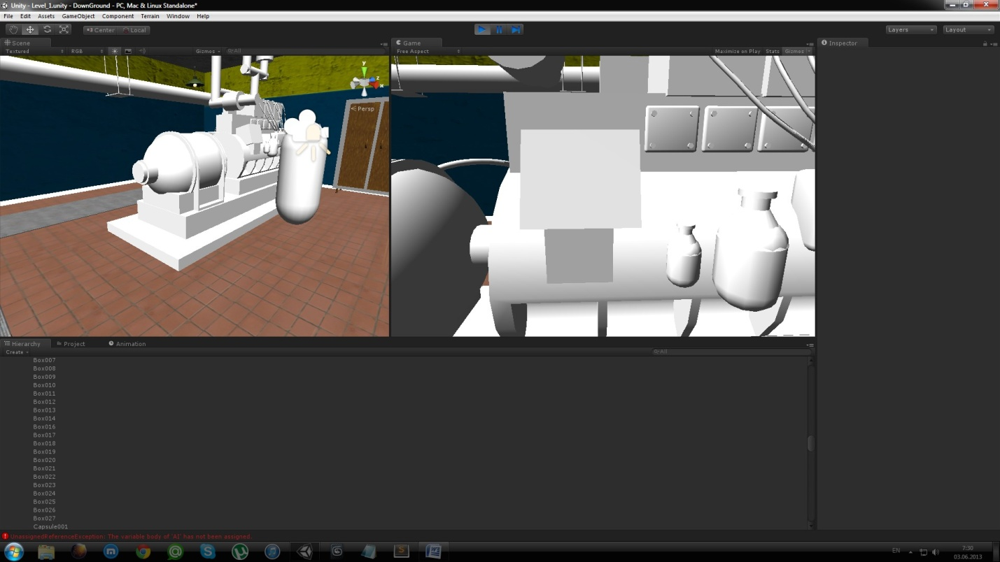 Unity - Level_1.unity - DownGround - PC, Mac & Linux Standalone*
File Edit Assets GameObject Component Terrain Window Help
Center Local
Layers Layout
Scene
Game
Inspector
Textured RGB Gizmos All
Free Aspect Maximize on Play Stats Gizmos
y
z
x
Persp
Hierarchy Project Animation
Create All
Box007
Box008
Box009
Box010
Box011
Box012
Box013
Box014
Box016
Box017
Box018
Box019
Box020
Box021
Box022
Box023
Box024
Box025
Box026
Box027
Capsule001
UnassignedReferenceException: The variable body of 'AI' has not been assigned.
EN
7:30
03.06.2013